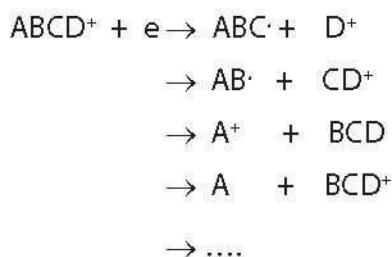 ABCD⁺ + e → ABC· + D⁺
→ AB· + CD⁺
→ A⁺ + BCD
→ A + BCD⁺
→ ....